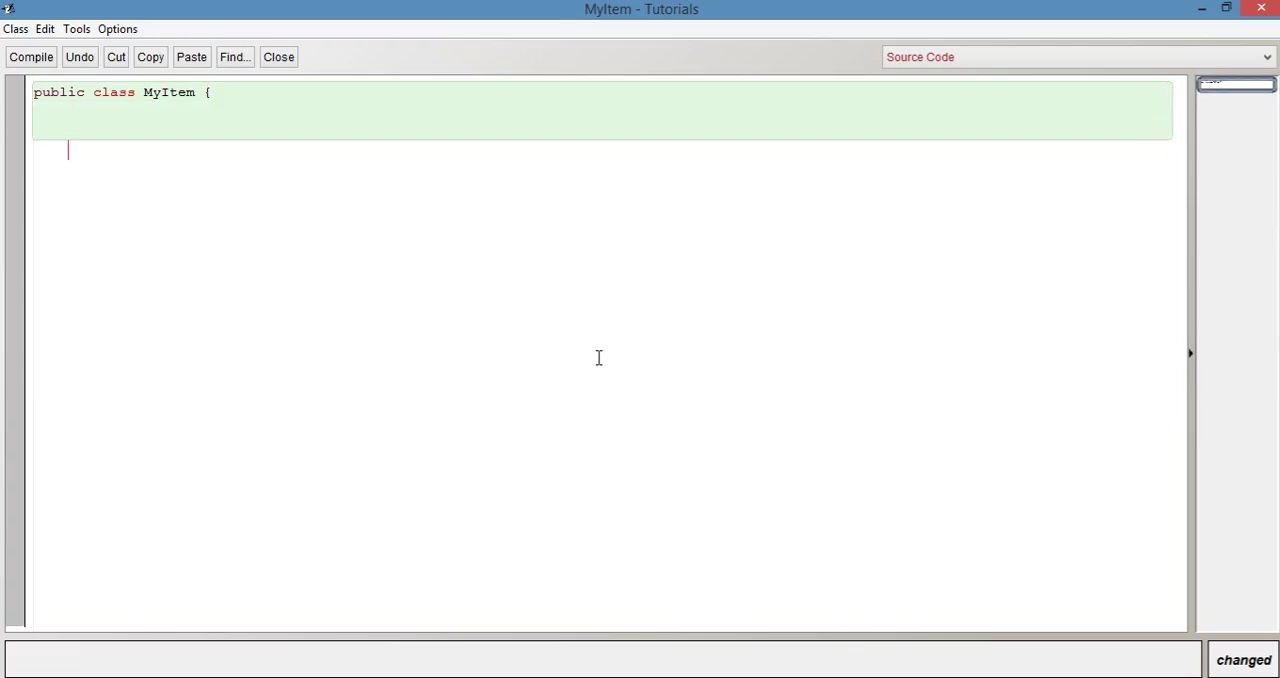 MyItem - Tutorials
Class Edit Tools Options
Compile Undo Cut Copy Paste Find... Close Source Code
public class MyItem {
changed